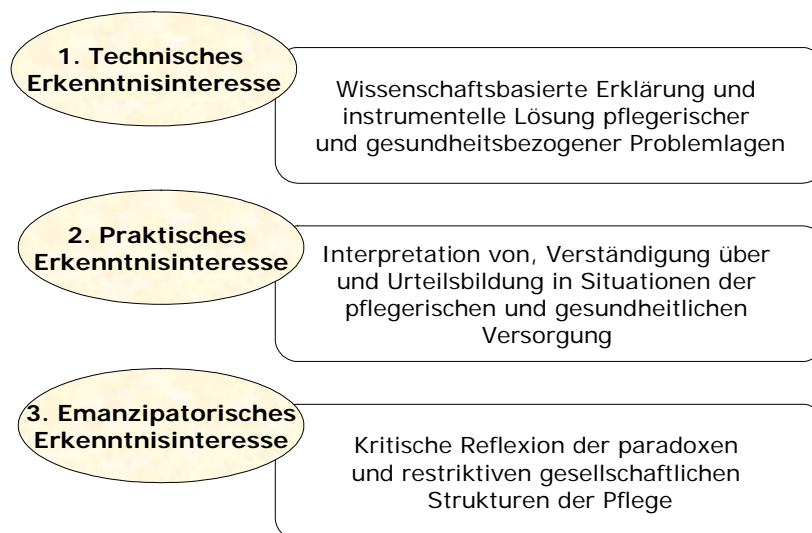 1. Technisches
Erkenntnisinteresse
Wissenschaftsbasierte Erklärung und
instrumentelle Lösung pflegerischer
und gesundheitsbezogener Problemlagen
2. Praktisches
Erkenntnisinteresse
Interpretation von, Verständigung über
und Urteilsbildung in Situationen der
pflegerischen und gesundheitlichen
Versorgung
3. Emanzipatorisches
Erkenntnisinteresse
Kritische Reflexion der paradoxen
und restriktiven gesellschaftlichen
Strukturen der Pflege